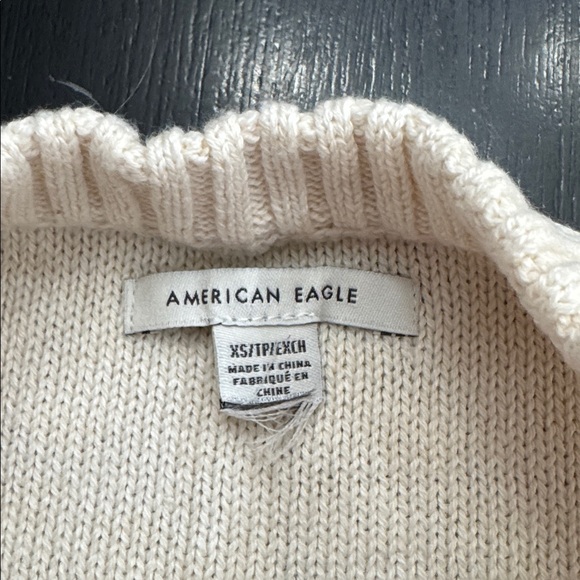 AMERICAN EAGLE
XS/TP/EXCH
MADE IN CHINA
FABRIQUÉ EN
CHINE